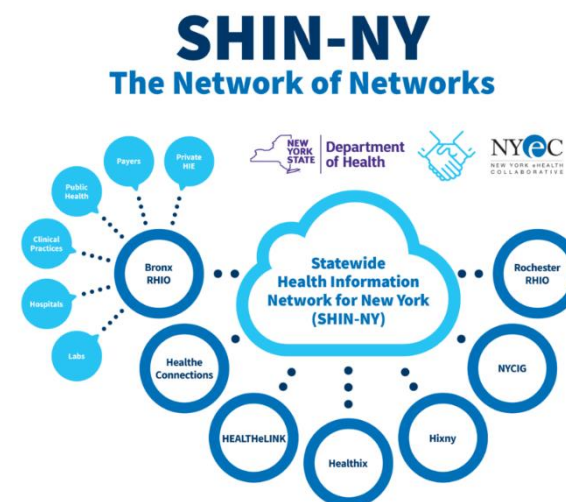 SHIN-NY
The Network of Networks
NEW
YORK
STATE
Department
of Health
NYeC
NEW YORK eHEALTH
COLLABORATIVE
Payers
Private
HIE
Public
Health
Clinical
Practices
Hospitals
Labs
Bronx
RHIO
Statewide
Health Information
Network for New York
(SHIN-NY)
Rochester
RHIO
Healthe
Connections
NYCIG
HEALTHeLINK
Healthix
Hixny